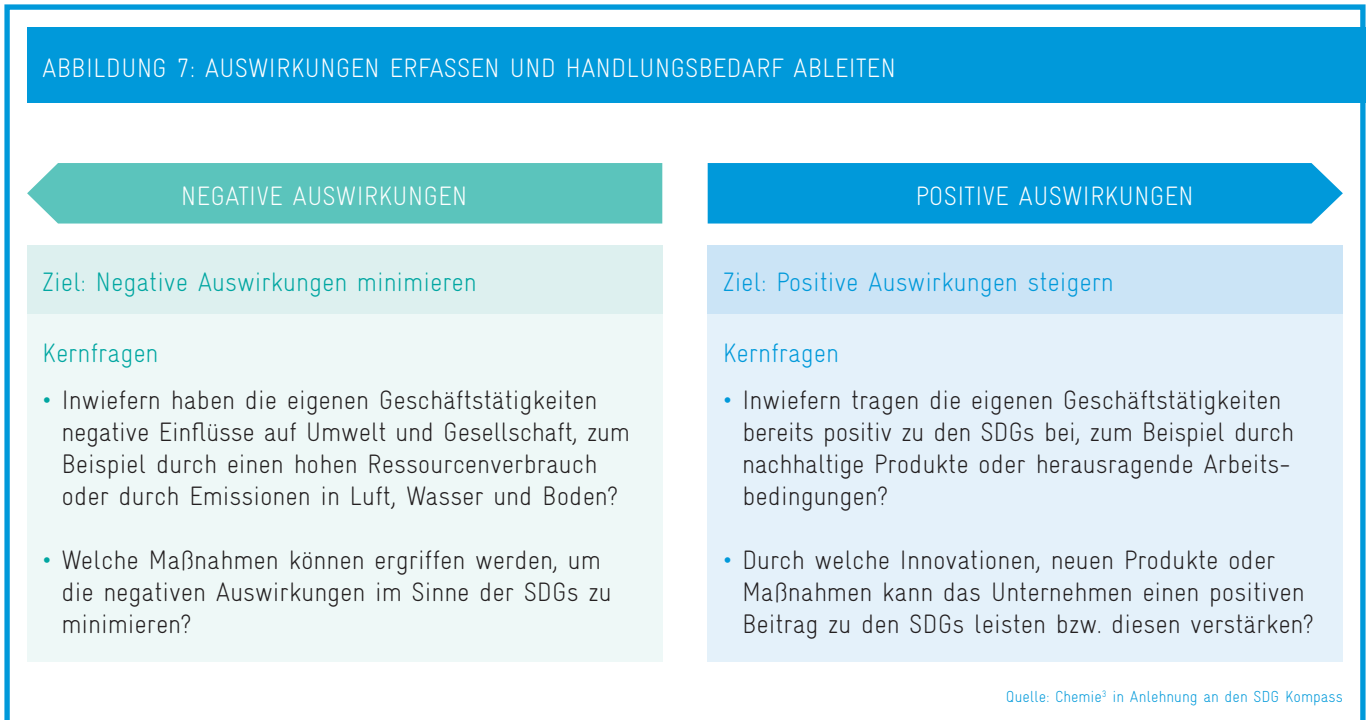 ABBILDUNG 7: AUSWIRKUNGEN ERFASSEN UND HANDLUNGSBEDARF ABLEITEN
NEGATIVE AUSWIRKUNGEN
Ziel: Negative Auswirkungen minimieren
Kernfragen
• Inwiefern haben die eigenen Geschäftstätigkeiten
negative Einflüsse auf Umwelt und Gesellschaft, zum
Beispiel durch einen hohen Ressourcenverbrauch
oder durch Emissionen in Luft, Wasser und Boden?
• Welche Maßnahmen können ergriffen werden, um
die negativen Auswirkungen im Sinne der SDGs zu
minimieren?
POSITIVE AUSWIRKUNGEN
Ziel: Positive Auswirkungen steigern
Kernfragen
• Inwiefern tragen die eigenen Geschäftstätigkeiten
bereits positiv zu den SDGs bei, zum Beispiel durch
nachhaltige Produkte oder herausragende Arbeits-
bedingungen?
• Durch welche Innovationen, neuen Produkte oder
Maßnahmen kann das Unternehmen einen positiven
Beitrag zu den SDGs leisten bzw. diesen verstärken?
Quelle: Chemie³ in Anlehnung an den SDG Kompass